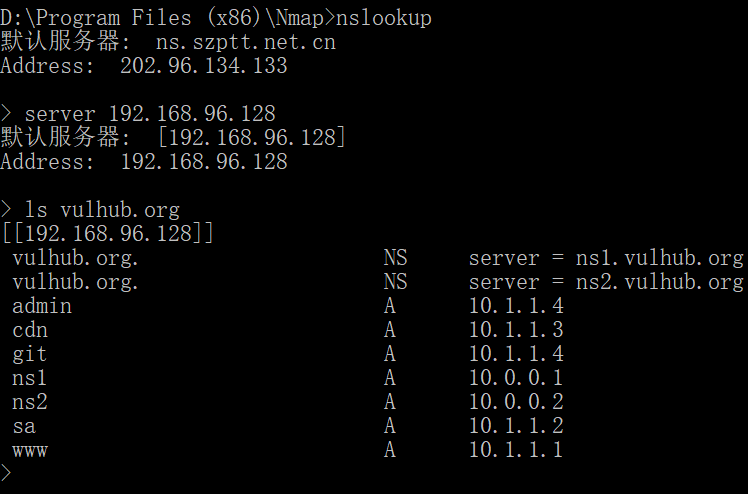 D:\Program Files (x86)\Nmap>nslookup
默认服务器:  ns.szptt.net.cn
Address:  202.96.134.133
> server 192.168.96.128
默认服务器:  [192.168.96.128]
Address:  192.168.96.128
> ls vulhub.org
[[192.168.96.128]]
vulhub.org. NS server = ns1.vulhub.org
vulhub.org. NS server = ns2.vulhub.org
admin A 10.1.1.4
cdn A 10.1.1.3
git A 10.1.1.4
ns1 A 10.0.0.1
ns2 A 10.0.0.2
sa A 10.1.1.2
www A 10.1.1.1
>